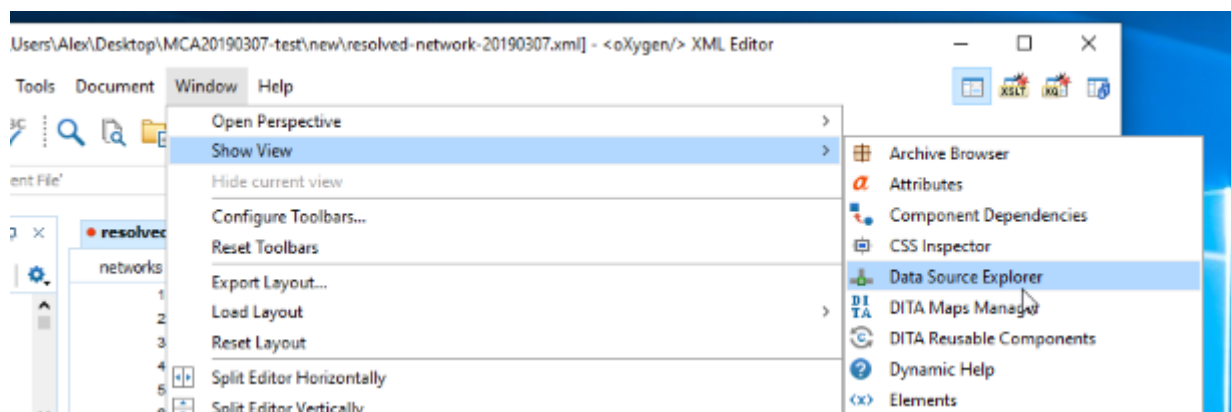 Users\Alex\Desktop\MCA20190307-test\new\resolved-network-20190307.xml] - <oXygen/> XML Editor
Tools Document Window Help
XSLT XQ
Open Perspective
Show View
Hide current view
Configure Toolbars...
Reset Toolbars
Export Layout...
Load Layout
Reset Layout
Split Editor Horizontally
Split Editor Vertically
Archive Browser
Attributes
Component Dependencies
CSS Inspector
Data Source Explorer
DITA Maps Manager
DITA Reusable Components
Dynamic Help
Elements
ent File'
resolved
networks
1
2
3
4
5